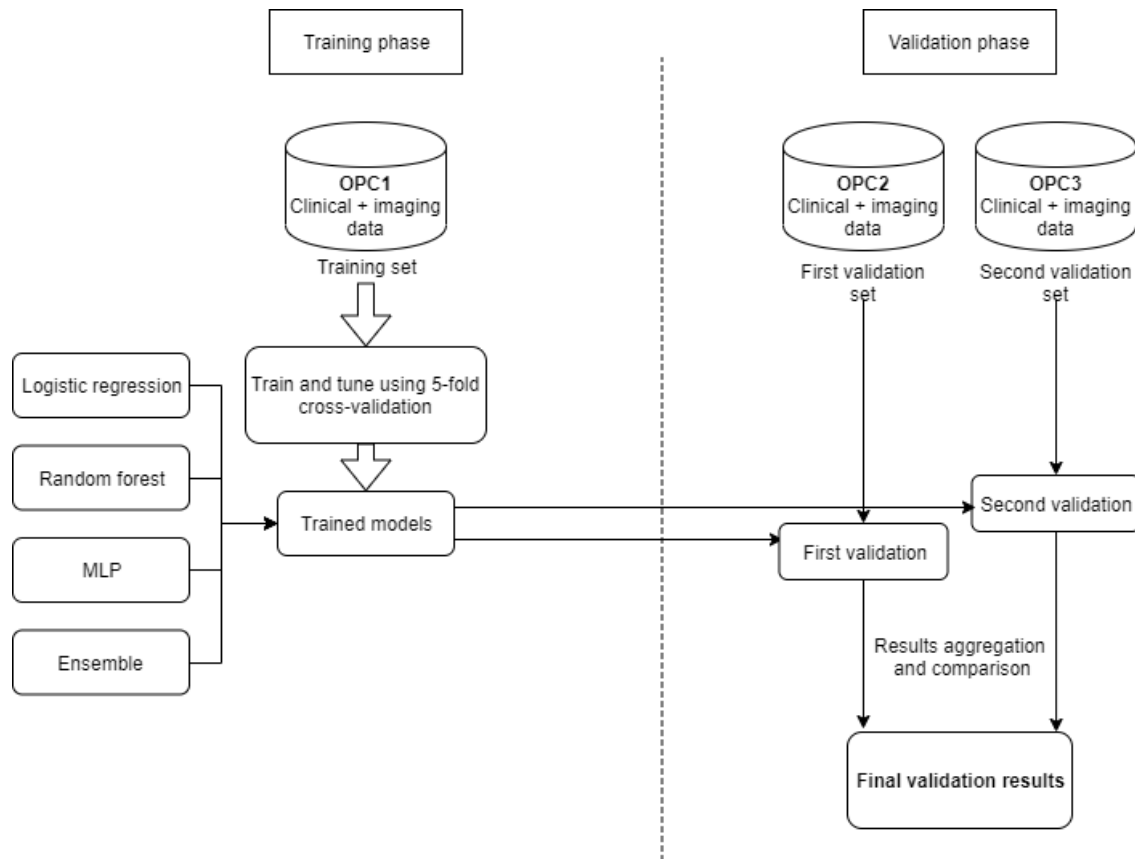 Training phase
Validation phase
OPC1
Clinical + imaging
data
Training set
OPC2
Clinical + imaging
data
First validation
set
OPC3
Clinical + imaging
data
Second validation
set
Train and tune using 5-fold
cross-validation
Logistic regression
Random forest
MLP
Ensemble
Trained models
Second validation
First validation
Results aggregation
and comparison
Final validation results